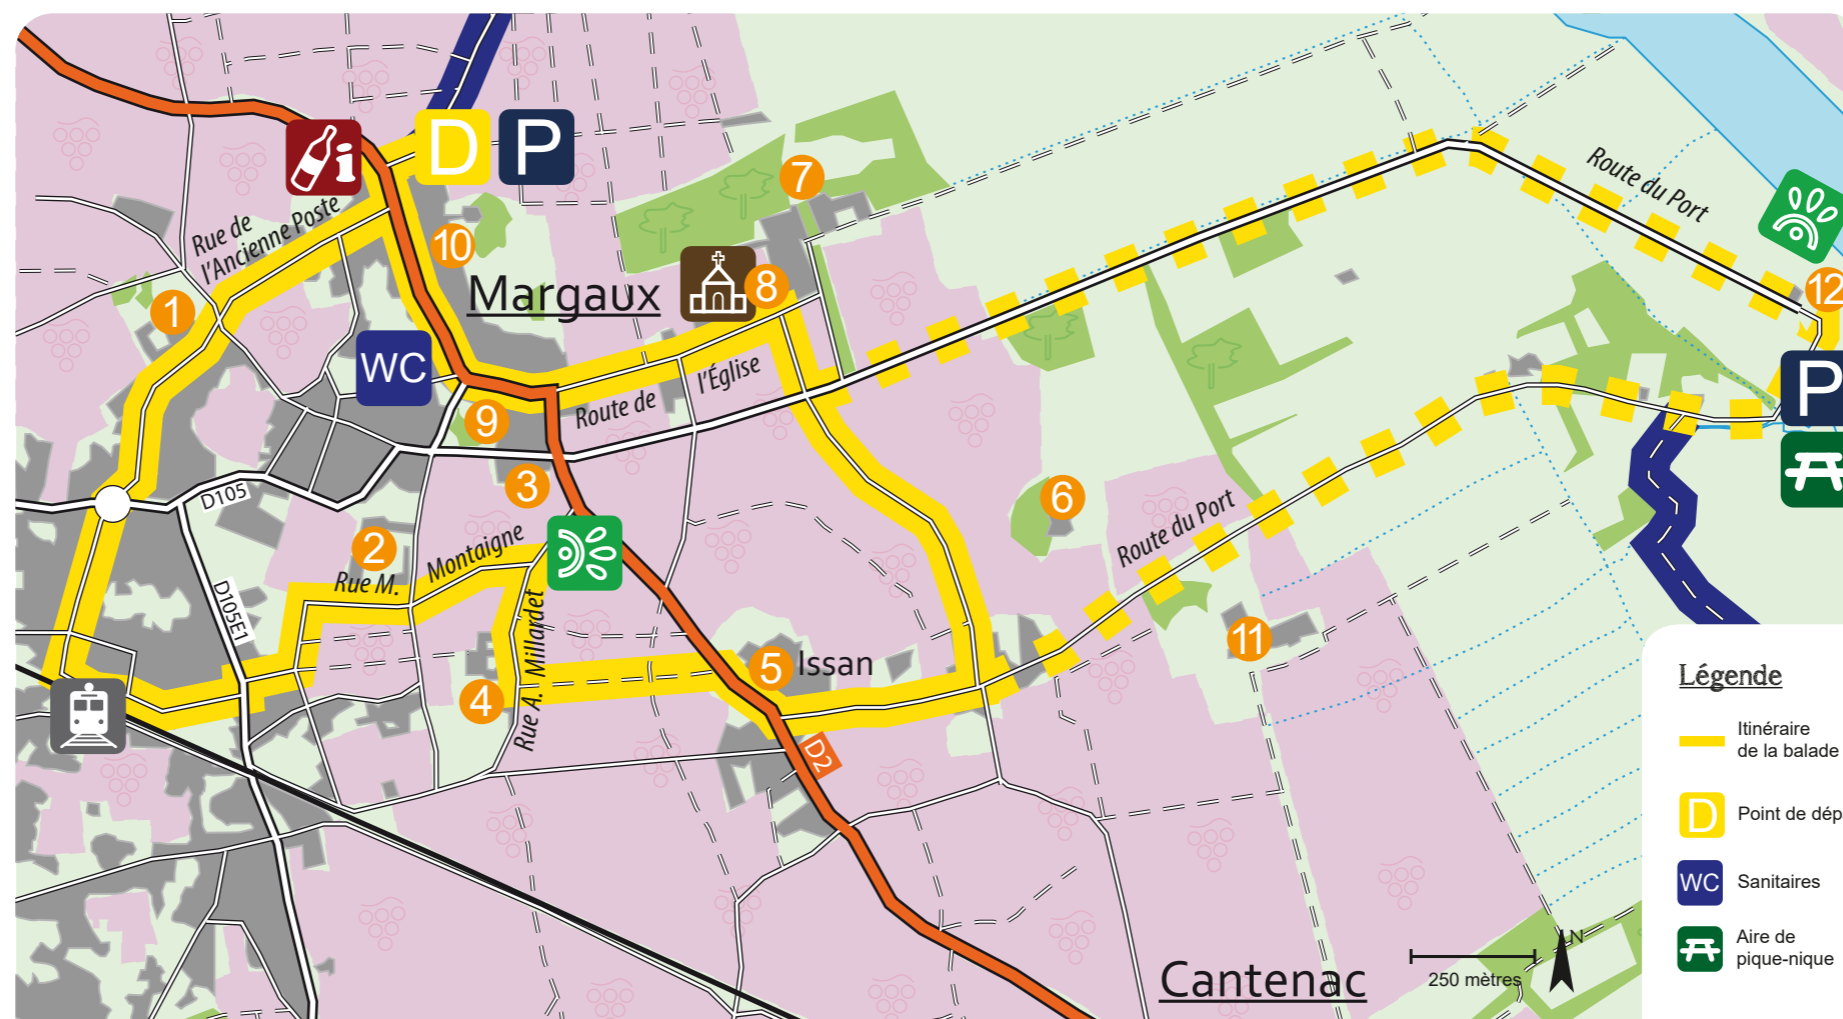 D
P
i
7
Route du Port
Rue de
l'Ancienne Poste
10
Margaux
8
12
1
WC
l'Église
Route de
P
9
D105
3
6
2
Montaigne
Rue M.
Route du Port
D105E1
Rue A. Millardet
11
5
Issan
4
D2
Légende
Itinéraire
de la balade
D
Point de dép
WC
Sanitaires
Aire de
pique-nique
N
250 mètres
Cantenac